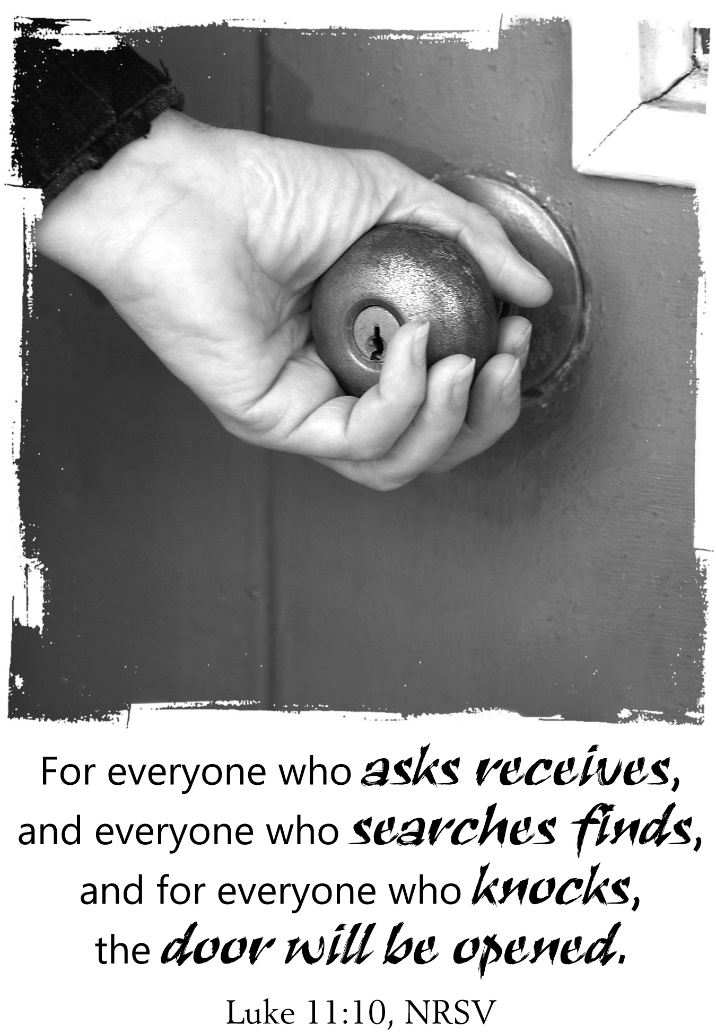 For everyone who asks receives,
and everyone who searches finds,
and for everyone who knocks,
the door will be opened.
Luke 11:10, NRSV